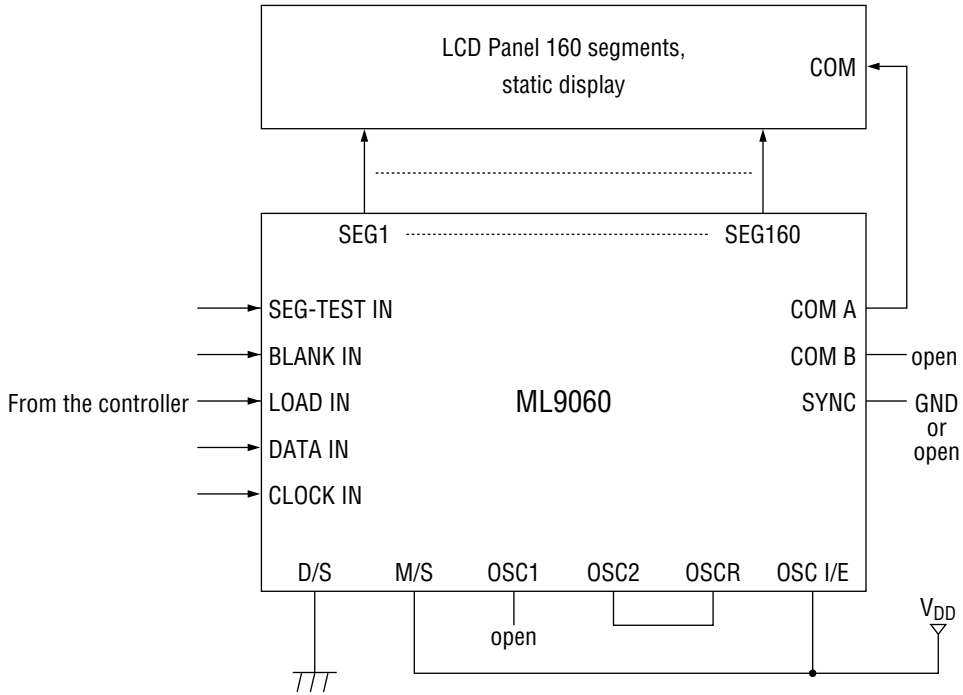 LCD Panel 160 segments,
static display
COM
SEG1
SEG160
SEG-TEST IN
COM A
BLANK IN
COM B
open
From the controller
LOAD IN
ML9060
SYNC
GND
or
open
DATA IN
CLOCK IN
D/S
M/S
OSC1
OSC2
OSCR
OSC I/E
open
VDD